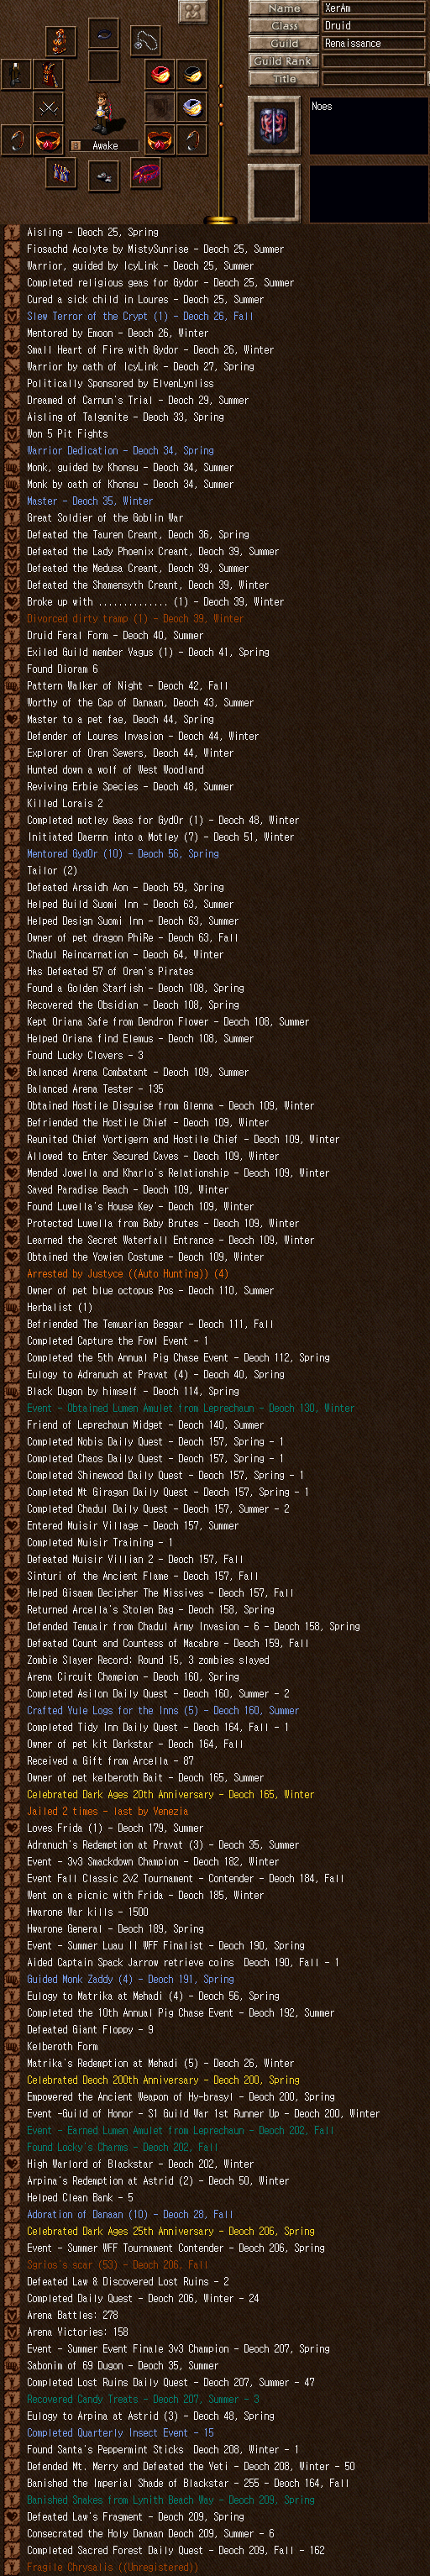 Name
XerAm
Class
Druid
Guild
Renaissance
Guild Rank
Title
Noes
Awake
Aisling - Deoch 25, Spring
Fiosachd Acolyte by MistySunrise - Deoch 25, Summer
Warrior, guided by IcyLink - Deoch 25, Summer
Completed religious geas for Gydor - Deoch 25, Summer
Cured a sick child in Loures - Deoch 25, Summer
Slew Terror of the Crypt (1) - Deoch 26, Fall
Mentored by Emoon - Deoch 26, Winter
Small Heart of Fire with Gydor - Deoch 26, Winter
Warrior by oath of IcyLink - Deoch 27, Spring
Politically Sponsored by ElvenLynliss
Dreamed of Carnun's Trial - Deoch 29, Summer
Aisling of Talgonite - Deoch 33, Spring
Won 5 Pit Fights
Warrior Dedication - Deoch 34, Spring
Monk, guided by Khonsu - Deoch 34, Summer
Monk by oath of Khonsu - Deoch 34, Summer
Master - Deoch 35, Winter
Great Soldier of the Goblin War
Defeated the Tauren Creant, Deoch 36, Spring
Defeated the Lady Phoenix Creant, Deoch 39, Summer
Defeated the Medusa Creant, Deoch 39, Summer
Defeated the Shamensyth Creant, Deoch 39, Winter
Broke up with .............. (1) - Deoch 39, Winter
Divorced dirty tramp (1) - Deoch 39, Winter
Druid Feral Form - Deoch 40, Summer
Exiled Guild member Vagus (1) - Deoch 41, Spring
Found Dioram 6
Pattern Walker of Night - Deoch 42, Fall
Worthy of the Cap of Danaan, Deoch 43, Summer
Master to a pet fae, Deoch 44, Spring
Defender of Loures Invasion - Deoch 44, Winter
Explorer of Oren Sewers, Deoch 44, Winter
Hunted down a wolf of West Woodland
Reviving Erbie Species - Deoch 48, Summer
Killed Lorais 2
Completed motley Geas for GydOr (1) - Deoch 48, Winter
Initiated Daernn into a Motley (7) - Deoch 51, Winter
Mentored GydOr (10) - Deoch 56, Spring
Tailor (2)
Defeated Arsaidh Aon - Deoch 59, Spring
Helped Build Suomi Inn - Deoch 63, Summer
Helped Design Suomi Inn - Deoch 63, Summer
Owner of pet dragon PhiRe - Deoch 63, Fall
Chadul Reincarnation - Deoch 64, Winter
Has Defeated 57 of Oren's Pirates
Found a Golden Starfish - Deoch 108, Spring
Recovered the Obsidian - Deoch 108, Spring
Kept Oriana Safe from Dendron Flower - Deoch 108, Summer
Helped Oriana find Elemus - Deoch 108, Summer
Found Lucky Clovers - 3
Balanced Arena Combatant - Deoch 109, Summer
Balanced Arena Tester - 135
Obtained Hostile Disguise from Glenna - Deoch 109, Winter
Befriended the Hostile Chief - Deoch 109, Winter
Reunited Chief Vortigern and Hostile Chief - Deoch 109, Winter
Allowed to Enter Secured Caves - Deoch 109, Winter
Mended Jowella and Kharlo's Relationship - Deoch 109, Winter
Saved Paradise Beach - Deoch 109, Winter
Found Luwella's House Key - Deoch 109, Winter
Protected Luwella from Baby Brutes - Deoch 109, Winter
Learned the Secret Waterfall Entrance - Deoch 109, Winter
Obtained the Yowien Costume - Deoch 109, Winter
Arrested by Justyce ((Auto Hunting)) (4)
Owner of pet blue octopus Pos - Deoch 110, Summer
Herbalist (1)
Befriended The Temuarian Beggar - Deoch 111, Fall
Completed Capture the Fowl Event - 1
Completed the 5th Annual Pig Chase Event - Deoch 112, Spring
Eulogy to Adranuch at Pravat (4) - Deoch 40, Spring
Black Dugon by himself - Deoch 114, Spring
Event - Obtained Lumen Amulet from Leprechaun - Deoch 130, Winter
Friend of Leprechaun Midget - Deoch 140, Summer
Completed Nobis Daily Quest - Deoch 157, Spring - 1
Completed Chaos Daily Quest - Deoch 157, Spring - 1
Completed Shinewood Daily Quest - Deoch 157, Spring - 1
Completed Mt Giragan Daily Quest - Deoch 157, Spring - 1
Completed Chadul Daily Quest - Deoch 157, Summer - 2
Entered Muisir Village - Deoch 157, Summer
Completed Muisir Training - 1
Defeated Muisir Villian 2 - Deoch 157, Fall
Sinturi of the Ancient Flame - Deoch 157, Fall
Helped Gisaem Decipher The Missives - Deoch 157, Fall
Returned Arcella's Stolen Bag - Deoch 158, Spring
Defended Temuair from Chadul Army Invasion - 6 - Deoch 158, Spring
Defeated Count and Countess of Macabre - Deoch 159, Fall
Zombie Slayer Record: Round 15, 3 zombies slayed
Arena Circuit Champion - Deoch 160, Spring
Completed Asilon Daily Quest - Deoch 160, Summer - 2
Crafted Yule Logs for the Inns (5) - Deoch 160, Summer
Completed Tidy Inn Daily Quest - Deoch 164, Fall - 1
Owner of pet kit Darkstar - Deoch 164, Fall
Received a Gift from Arcella - 87
Owner of pet kelberoth Bait - Deoch 165, Summer
Celebrated Dark Ages 20th Anniversary - Deoch 165, Winter
Jailed 2 times - last by Venezia
Loves Frida (1) - Deoch 179, Summer
Adranuch's Redemption at Pravat (3) - Deoch 35, Summer
Event - 3v3 Smackdown Champion - Deoch 182, Winter
Event Fall Classic 2v2 Tournament - Contender - Deoch 184, Fall
Went on a picnic with Frida - Deoch 185, Winter
Hwarone War kills - 1500
Hwarone General - Deoch 189, Spring
Event - Summer Luau II WFF Finalist - Deoch 190, Spring
Aided Captain Spack Jarrow retrieve coins  Deoch 190, Fall - 1
Guided Monk Zaddy (4) - Deoch 191, Spring
Eulogy to Matrika at Mehadi (4) - Deoch 56, Spring
Completed the 10th Annual Pig Chase Event - Deoch 192, Summer
Defeated Giant Floppy - 9
Kelberoth Form
Matrika's Redemption at Mehadi (5) - Deoch 26, Winter
Celebrated Deoch 200th Anniversary - Deoch 200, Spring
Empowered the Ancient Weapon of Hy-brasyl - Deoch 200, Spring
Event -Guild of Honor - S1 Guild War 1st Runner Up - Deoch 200, Winter
Event - Earned Lumen Amulet from Leprechaun - Deoch 202, Fall
Found Locky's Charms - Deoch 202, Fall
High Warlord of Blackstar - Deoch 202, Winter
Arpina's Redemption at Astrid (2) - Deoch 50, Winter
Helped Clean Bank - 5
Adoration of Danaan (10) - Deoch 28, Fall
Celebrated Dark Ages 25th Anniversary - Deoch 206, Spring
Event - Summer WFF Tournament Contender - Deoch 206, Spring
Sgrios's scar (53) - Deoch 206, Fall
Defeated Law & Discovered Lost Ruins - 2
Completed Daily Quest - Deoch 206, Winter - 24
Arena Battles: 278
Arena Victories: 158
Event - Summer Event Finale 3v3 Champion - Deoch 207, Spring
Sabonim of 69 Dugon - Deoch 35, Summer
Completed Lost Ruins Daily Quest - Deoch 207, Summer - 47
Recovered Candy Treats - Deoch 207, Summer - 3
Eulogy to Arpina at Astrid (3) - Deoch 48, Spring
Completed Quarterly Insect Event - 15
Found Santa's Peppermint Sticks  Deoch 208, Winter - 1
Defended Mt. Merry and Defeated the Yeti - Deoch 208, Winter - 50
Banished the Imperial Shade of Blackstar - 255 - Deoch 164, Fall
Banished Snakes from Lynith Beach Way - Deoch 209, Spring
Defeated Law's Fragment - Deoch 209, Spring
Consecrated the Holy Danaan Deoch 209, Summer - 6
Completed Sacred Forest Daily Quest - Deoch 209, Fall - 162
Fragile Chrysalis ((Unregistered))